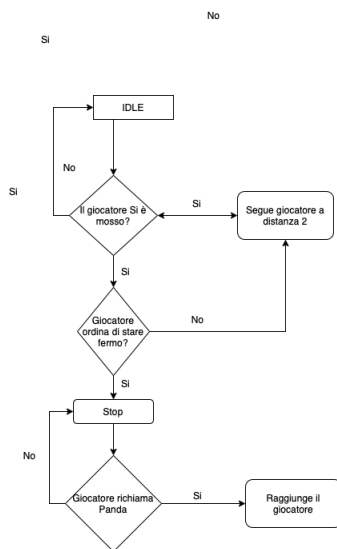 No
Si
IDLE
No
Si
Il giocatore Si è
mosso?
Si
Segue giocatore a
distanza 2
Si
Giocatore
ordina di stare
fermo?
No
Si
Stop
No
Giocatore richiama
Panda
Si
Raggiunge il
giocatore